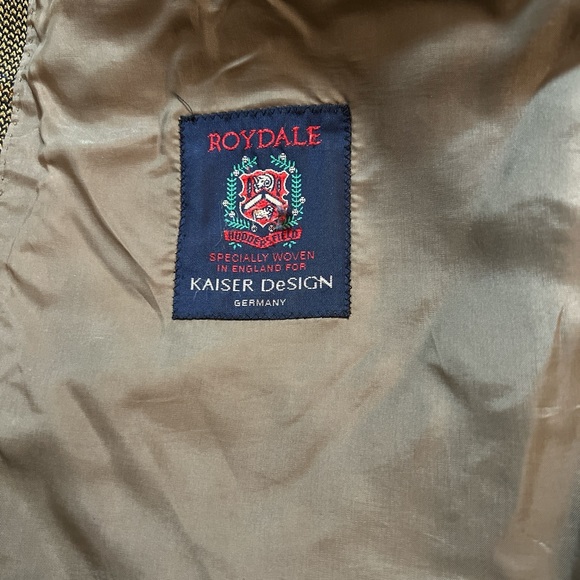 ROYDALE
HUDDERSFIELD
SPECIALLY WOVEN
IN ENGLAND FOR
KAISER DeSIGN
GERMANY